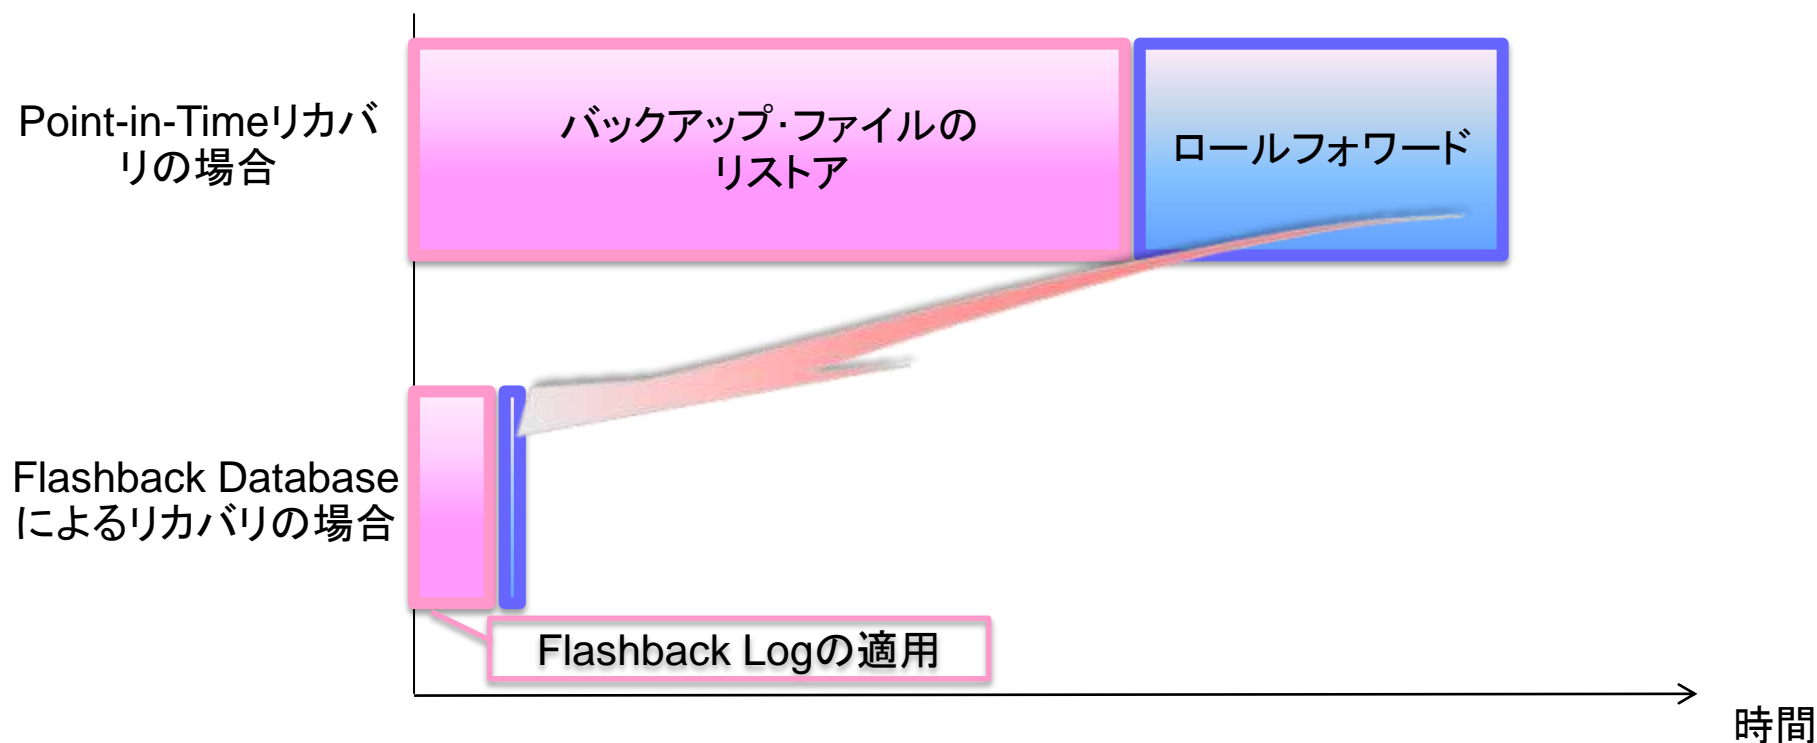 Point-in-Timeリカバ
リの場合
バックアップ・ファイルの
リストア
ロールフォワード
Flashback Database
によるリカバリの場合
Flashback Logの適用
時間